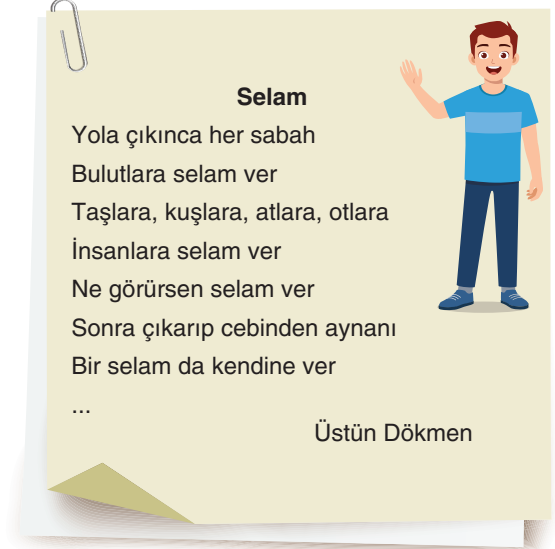 Selam
Yola çıkınca her sabah
Bulutlara selam ver
Taşlara, kuşlara, atlara, otlara
İnsanlara selam ver
Ne görürsen selam ver
Sonra çıkarıp cebinden aynanı
Bir selam da kendine ver
...
Üstün Dökmen